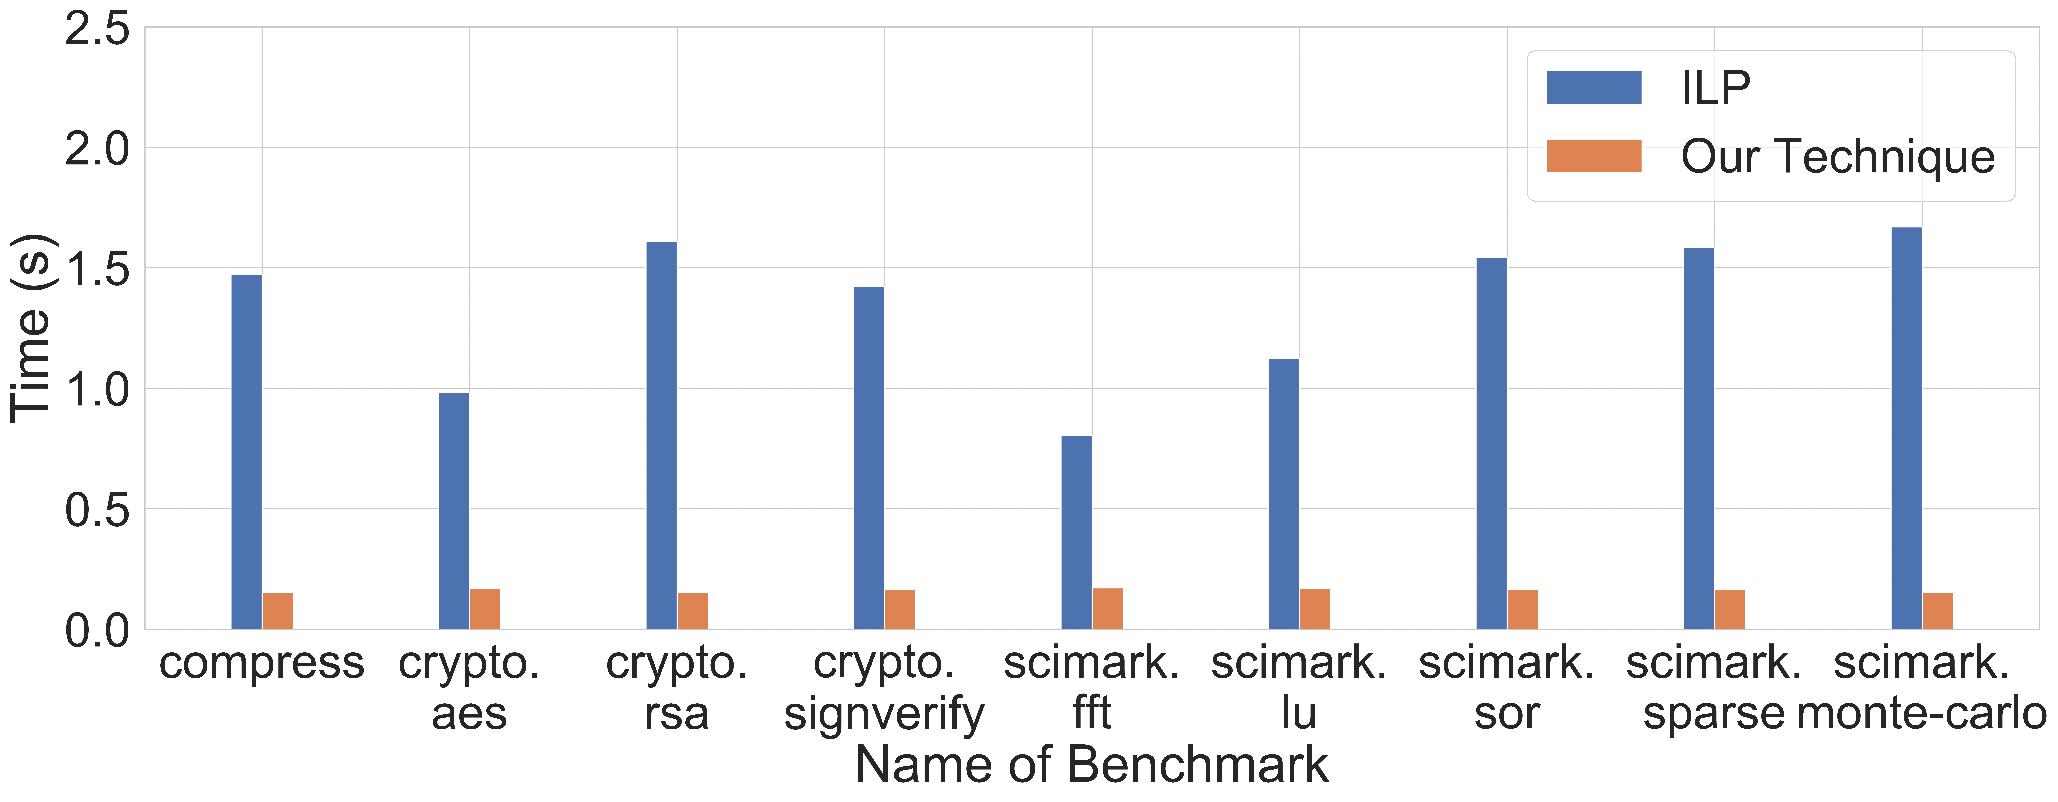 2.5
2.0
1.5
1.0
0.5
0.0
Time (s)
ILP
Our Technique
compress crypto. crypto. crypto. scimark. scimark. scimark. scimark. scimark.
aes rsa signverify fft lu sor sparse monte-carlo
Name of Benchmark